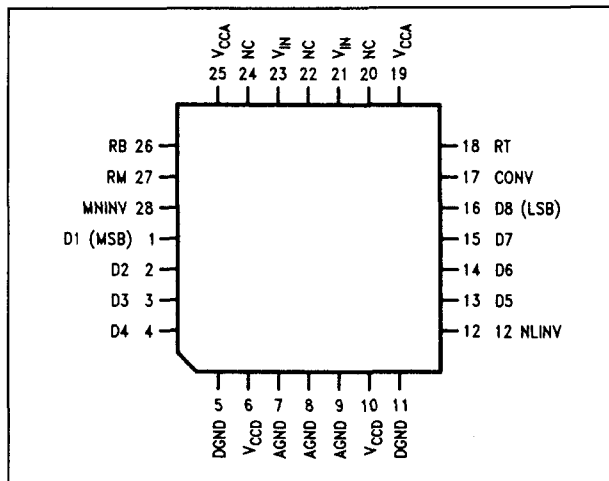 VCCA NC VIN NC VIN NC VCCA
25 24 23 22 21 20 19
RB 26
18 RT
RM 27
17 CONV
MNINV 28
16 D8 (LSB)
D1 (MSB) 1
15 D7
D2 2
14 D6
D3 3
13 D5
D4 4
12 12 NLINV
5 6 7 8 9 10 11
DGND VCCD AGND AGND AGND VCCD DGND